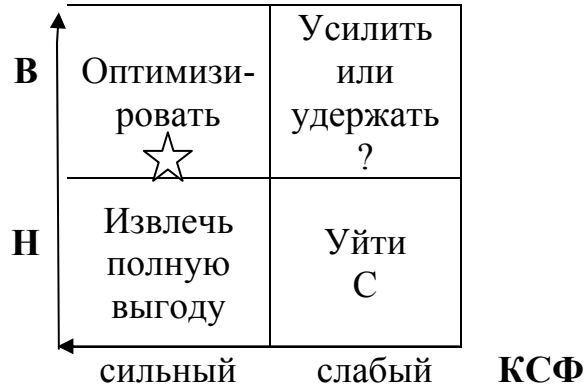 В
Оптимизи-
ровать
Усилить
или
удержать
?
Н
Извлечь
полную
выгоду
Уйти
С
сильный слабый КСФ